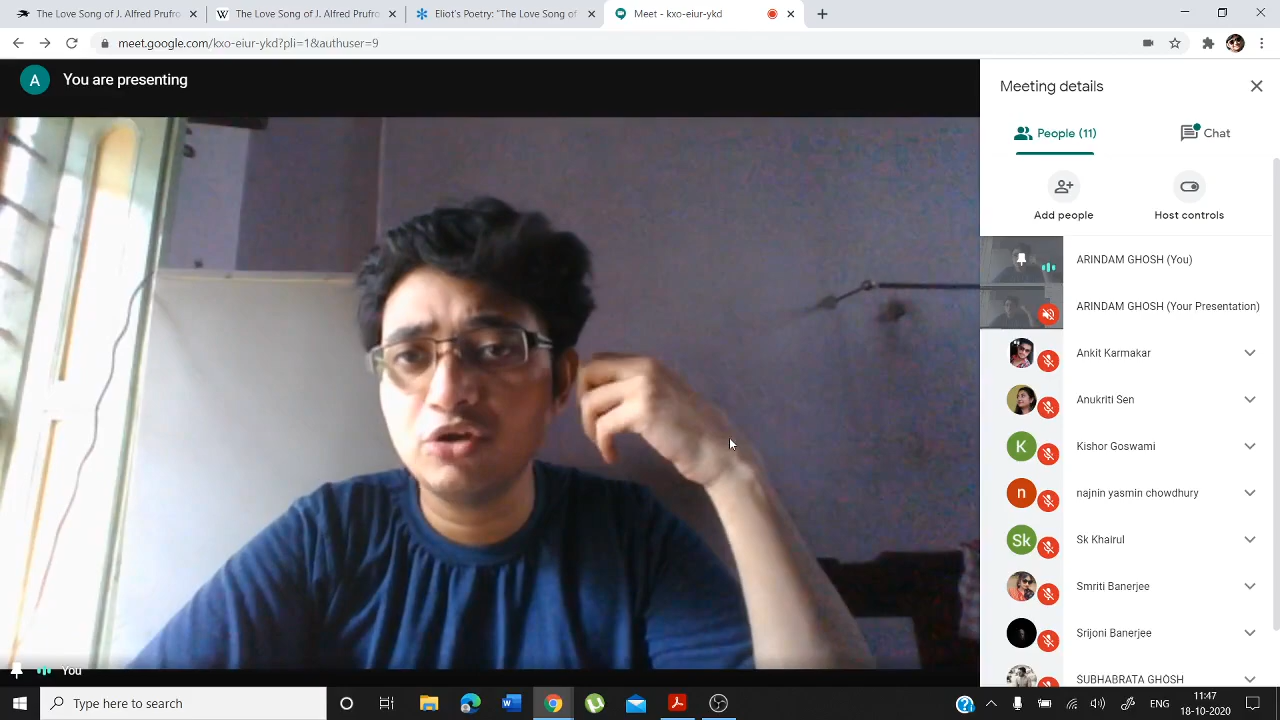 The Love Song of J. Alfred Prufro
The Love Song of J. Alfred Prufro
Eliot's Poetry: "The Love Song of
Meet - kxo-eiur-ykd
meet.google.com/kxo-eiur-ykd?pli=1&authuser=9
A You are presenting
Meeting details
People (11) Chat
Add people Host controls
ARINDAM GHOSH (You)
ARINDAM GHOSH (Your Presentation)
Ankit Karmakar
Anukriti Sen
K Kishor Goswami
n najnin yasmin chowdhury
Sk Sk Khairul
Smriti Banerjee
Srijoni Banerjee
SUBHABRATA GHOSH
You
Type here to search
ENG
11:47
18-10-2020